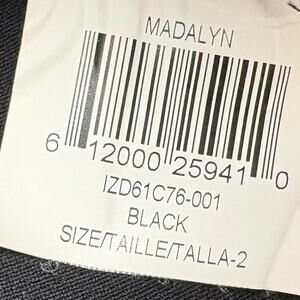 MADALYN
6 12000 25941 0
IZD61C76-001
BLACK
SIZE/TAILLE/TALLA-2